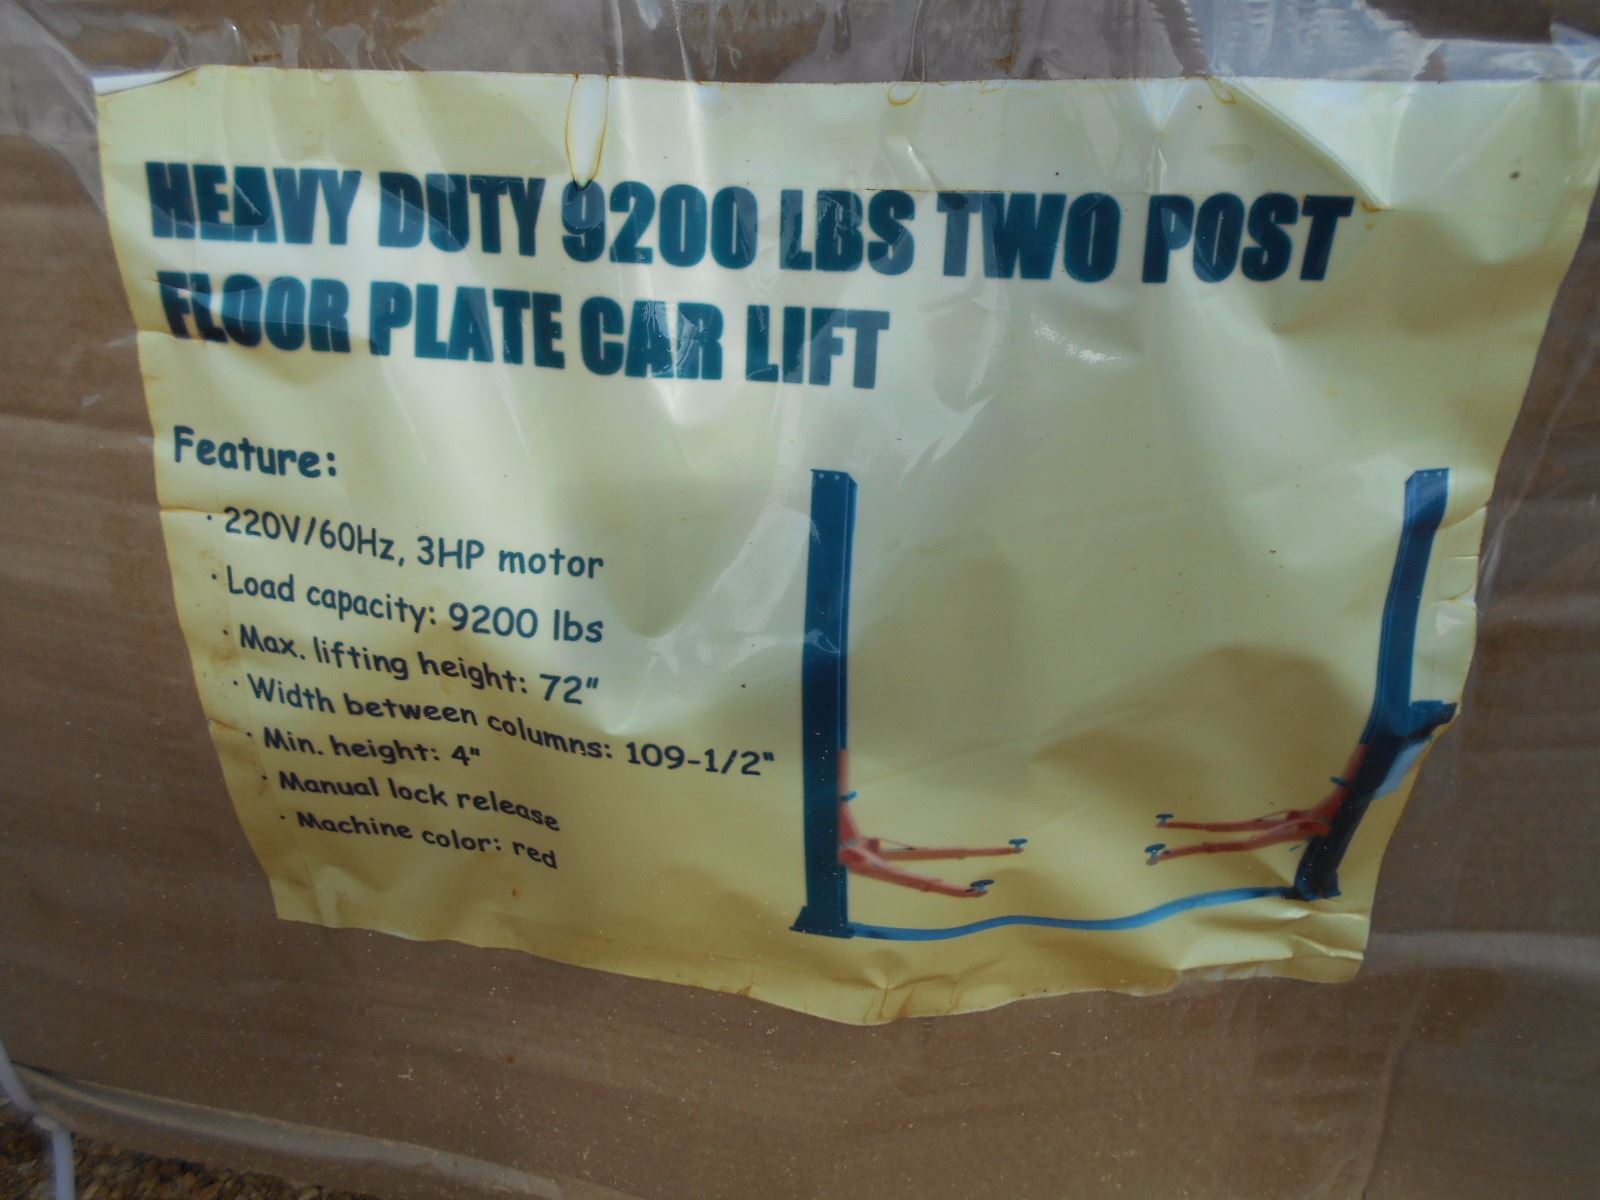 HEAVY DUTY 9200 LBS TWO POST
FLOOR PLATE CAR LIFT
Feature:
· 220V/60Hz, 3HP motor
· Load capacity: 9200 lbs
· Max. lifting height: 72"
· Width between columns: 109-1/2"
· Min. height: 4"
· Manual lock release
· Machine color: red